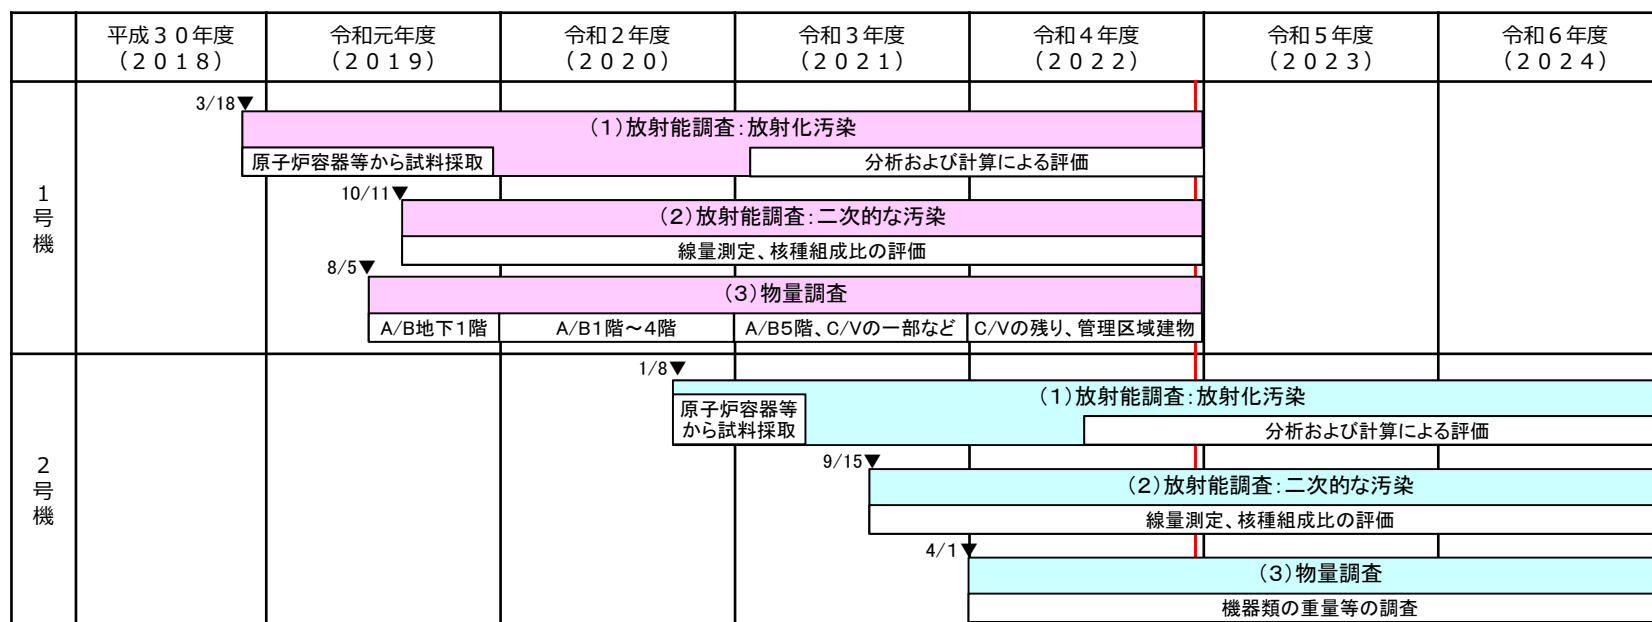 平成３０年度
（２０１８）
令和元年度
（２０１９）
令和２年度
（２０２０）
令和３年度
（２０２１）
令和４年度
（２０２２）
令和５年度
（２０２３）
令和６年度
（２０２４）
１号機
3/18▼
（１）放射能調査：放射化汚染
原子炉容器等から試料採取
分析および計算による評価
10/11▼
（２）放射能調査：二次的な汚染
線量測定、核種組成比の評価
8/5▼
（３）物量調査
A/B地下１階
A/B１階～４階
A/B５階、C/Vの一部など
C/Vの残り、管理区域建物
２号機
1/8▼
（１）放射能調査：放射化汚染
原子炉容器等
から試料採取
分析および計算による評価
9/15▼
（２）放射能調査：二次的な汚染
線量測定、核種組成比の評価
4/1▼
（３）物量調査
機器類の重量等の調査